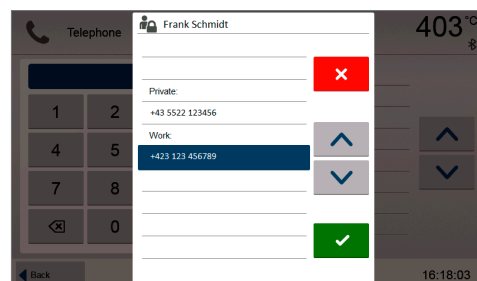 Telephone
Frank Schmidt
403 °C
Private:
+43 5522 123456
Work:
+423 123 456789
1
2
4
5
7
8
0
Back
16:18:03